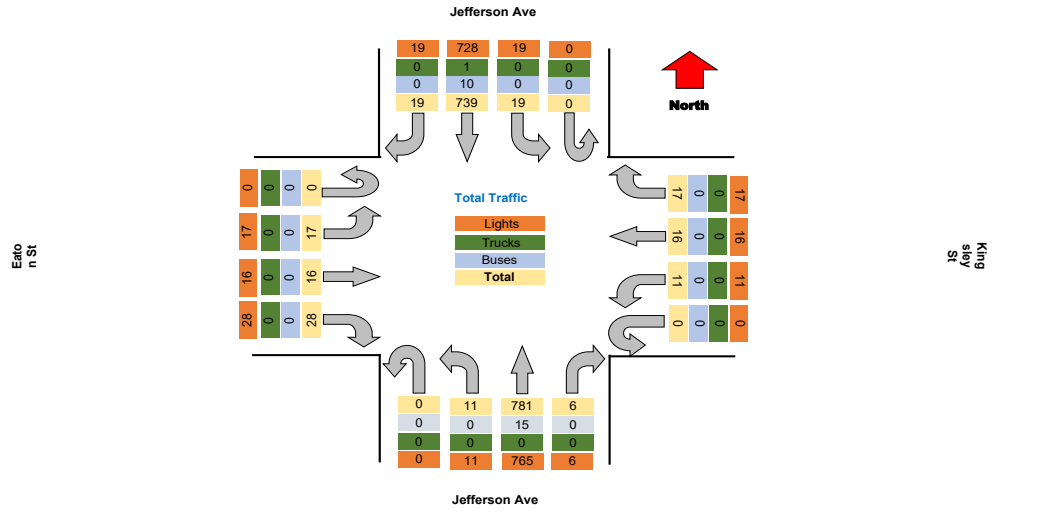 Jefferson Ave
19 728 19 0
0 1 0 0
0 10 0 0
19 739 19 0
North
0 0 0 0
17 0 0 17
16 0 0 16
28 0 0 28
Eato
n St
Total Traffic
Lights
Trucks
Buses
Total
17 0 0 17
16 0 0 16
11 0 0 11
0 0 0 0
King
sley
St
0 11 781 6
0 0 15 0
0 0 0 0
0 11 765 6
Jefferson Ave